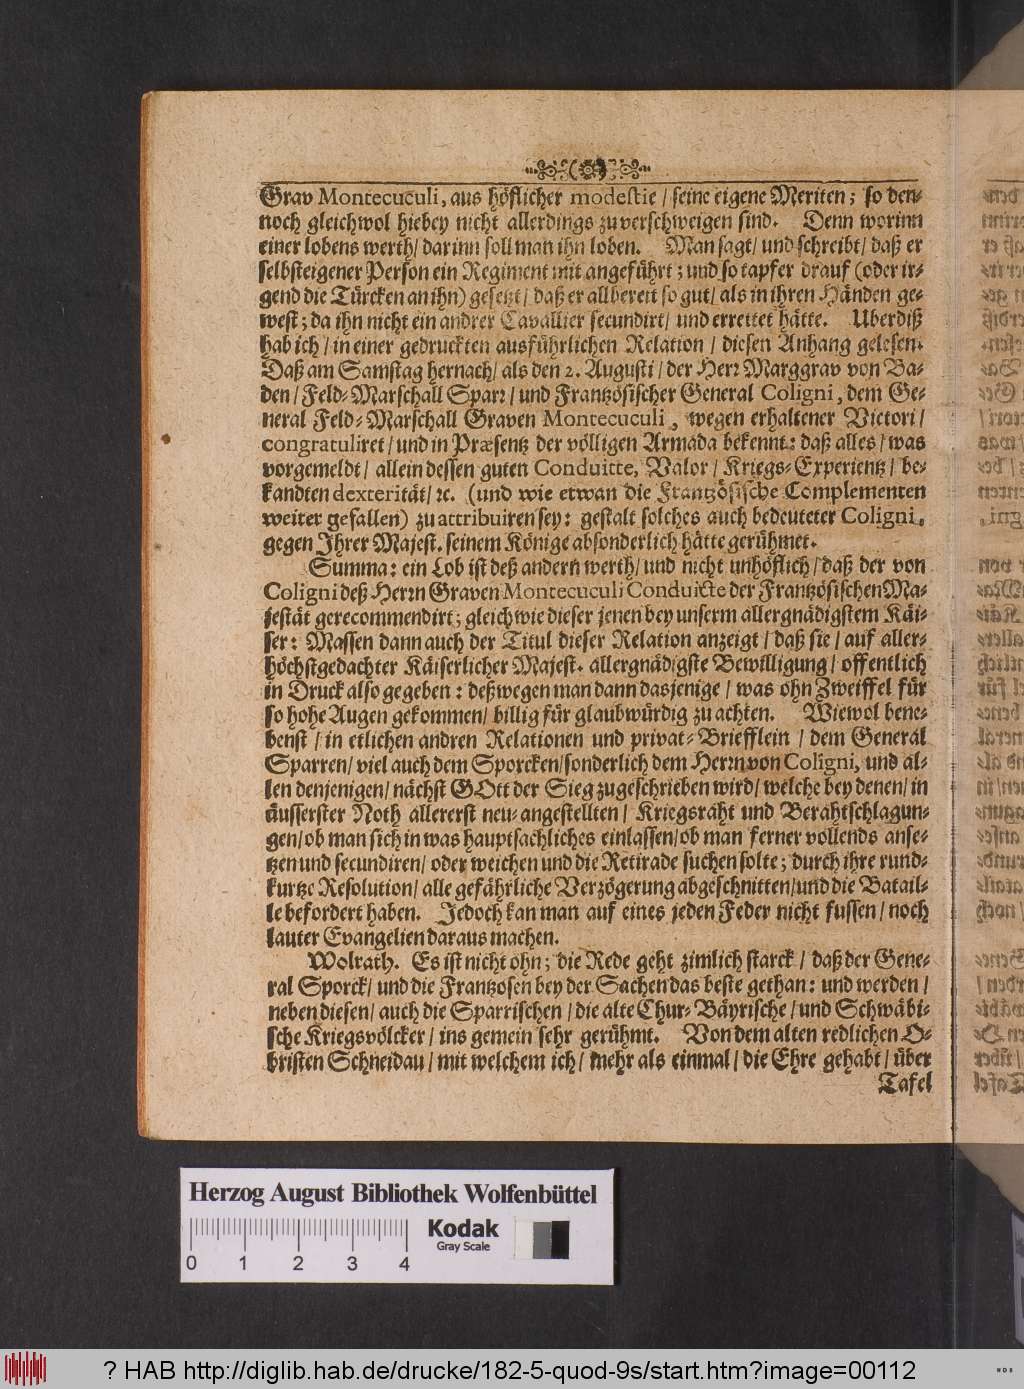 Grav Montecuculi, aus höflicher modestie / seine eigene Meriten; so den-
noch gleichwol hiebey nicht allerdings zuverschweigen sind. Denn worinn
einer lobens werth/ darinn soll man ihn loben. Man sagt/ und schreibt/ daß er
selbsteigener Person ein Regiment mit angeführt; und so tapfer drauf (oder ir-
gend die Türcken an ihn) gesetzt/ daß er allbereit so gut/ als in ihren Händen ge-
west; da ihn nicht ein andrer Cavallier secundirt/ und errettet hätte. Uberdiß
hab ich/ in einer gedruckten ausführlichen Relation / diesen Anhang gelesen.
Daß am Samstag hernach/ als den 2. Augusti/ der Herr Marggrav von Ba-
den/ Feld-Marschall Sparr/ und Frantzösischer General Coligni, dem Ge-
neral Feld-Marschall Graven Montecuculi, wegen erhaltener Victori/
congratuliret/ und in Præsentz der völligen Armada bekennt: daß alles/ was
vorgemeldt/ allein dessen guten Conduitte, Valor/ Kriegs-Experientz/ be-
kandten dexterität/ ꝛc. (und wie etwan die Frantzösische Complementen
weiter gefallen) zu attribuiren sey: gestalt solches auch bedeuteter Coligni,
gegen Ihrer Majest. seinem Könige absonderlich hätte gerühmet.
Summa: ein Lob ist deß andern werth/ und nicht unhöflich/ daß der von
Coligni deß Herrn Graven Montecuculi Conduicte der Frantzösischen Ma-
jestät gerecommendirt; gleich wie dieser jenen bey unserm allergnädigstem Käi-
ser: Massen dann auch der Titul dieser Relation anzeigt/ daß sie/ auf aller-
höchstgedachter Käiserlicher Majest. allergnädigste Bewilligung/ offentlich
in Druck also gegeben: deßwegen man dann dasjenige/ was ohn Zweiffel für
so hohe Augen gekommen/ billig für glaubwürdig zu achten. Wiewol bene-
benst/ in etlichen andren Relationen und privat-Briefflein/ dem General
Sparren/ viel auch dem Sporcken/ sonderlich dem Herrn von Coligni, und al-
len denjenigen/ nächst GOtt der Sieg zugeschrieben wird/ welche bey denen/ in
äusserster Noth allererst neu-angestellten/ Kriegsräht und Berahtschlagun-
gen/ ob man sich in was hauptsachliches einlassen/ ob man ferner vollends anse-
tzen und secundiren/ oder weichen und die Retirade suchen solte; durch ihre rund-
kurtze Resolution/ alle gefährliche Verzögerung abgeschnitten/ und die Batail-
le befordert haben. Jedoch kan man auf eines jeden Feder nicht fussen/ noch
lauter Evangelien daraus machen.
Wolrath. Es ist nicht ohn; die Rede geht zimlich starck/ daß der Gene-
ral Sporck/ und die Frantzosen bey der Sachen das beste gethan: und werden/
neben diesen/ auch die Sparrischen/ die alte Chur-Bäyrische/ und Schwäbi-
sche Kriegsvölcker/ ins gemein sehr gerühmt. Von dem alten redlichen O-
bristen Schneidau/ mit welchem ich/ mehr als einmal/ die Ehre gehabt/ über
Tafel
Herzog August Bibliothek Wolfenbüttel
Kodak
Gray Scale
0 1 2 3 4
? HAB http://diglib.hab.de/drucke/182-5-quod-9s/start.htm?image=00112